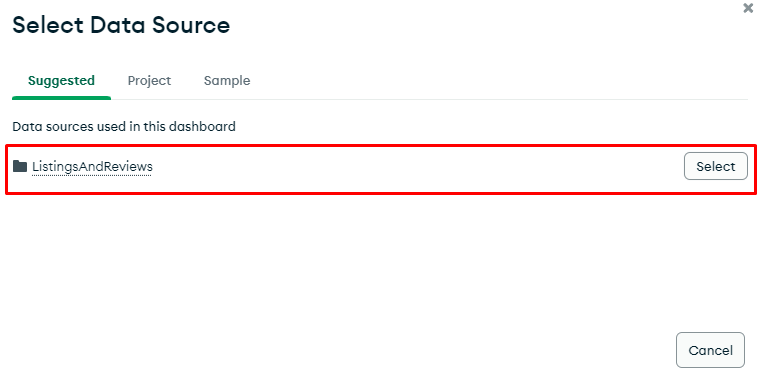 Select Data Source
Suggested Project Sample
Data sources used in this dashboard
ListingsAndReviews Select
Cancel